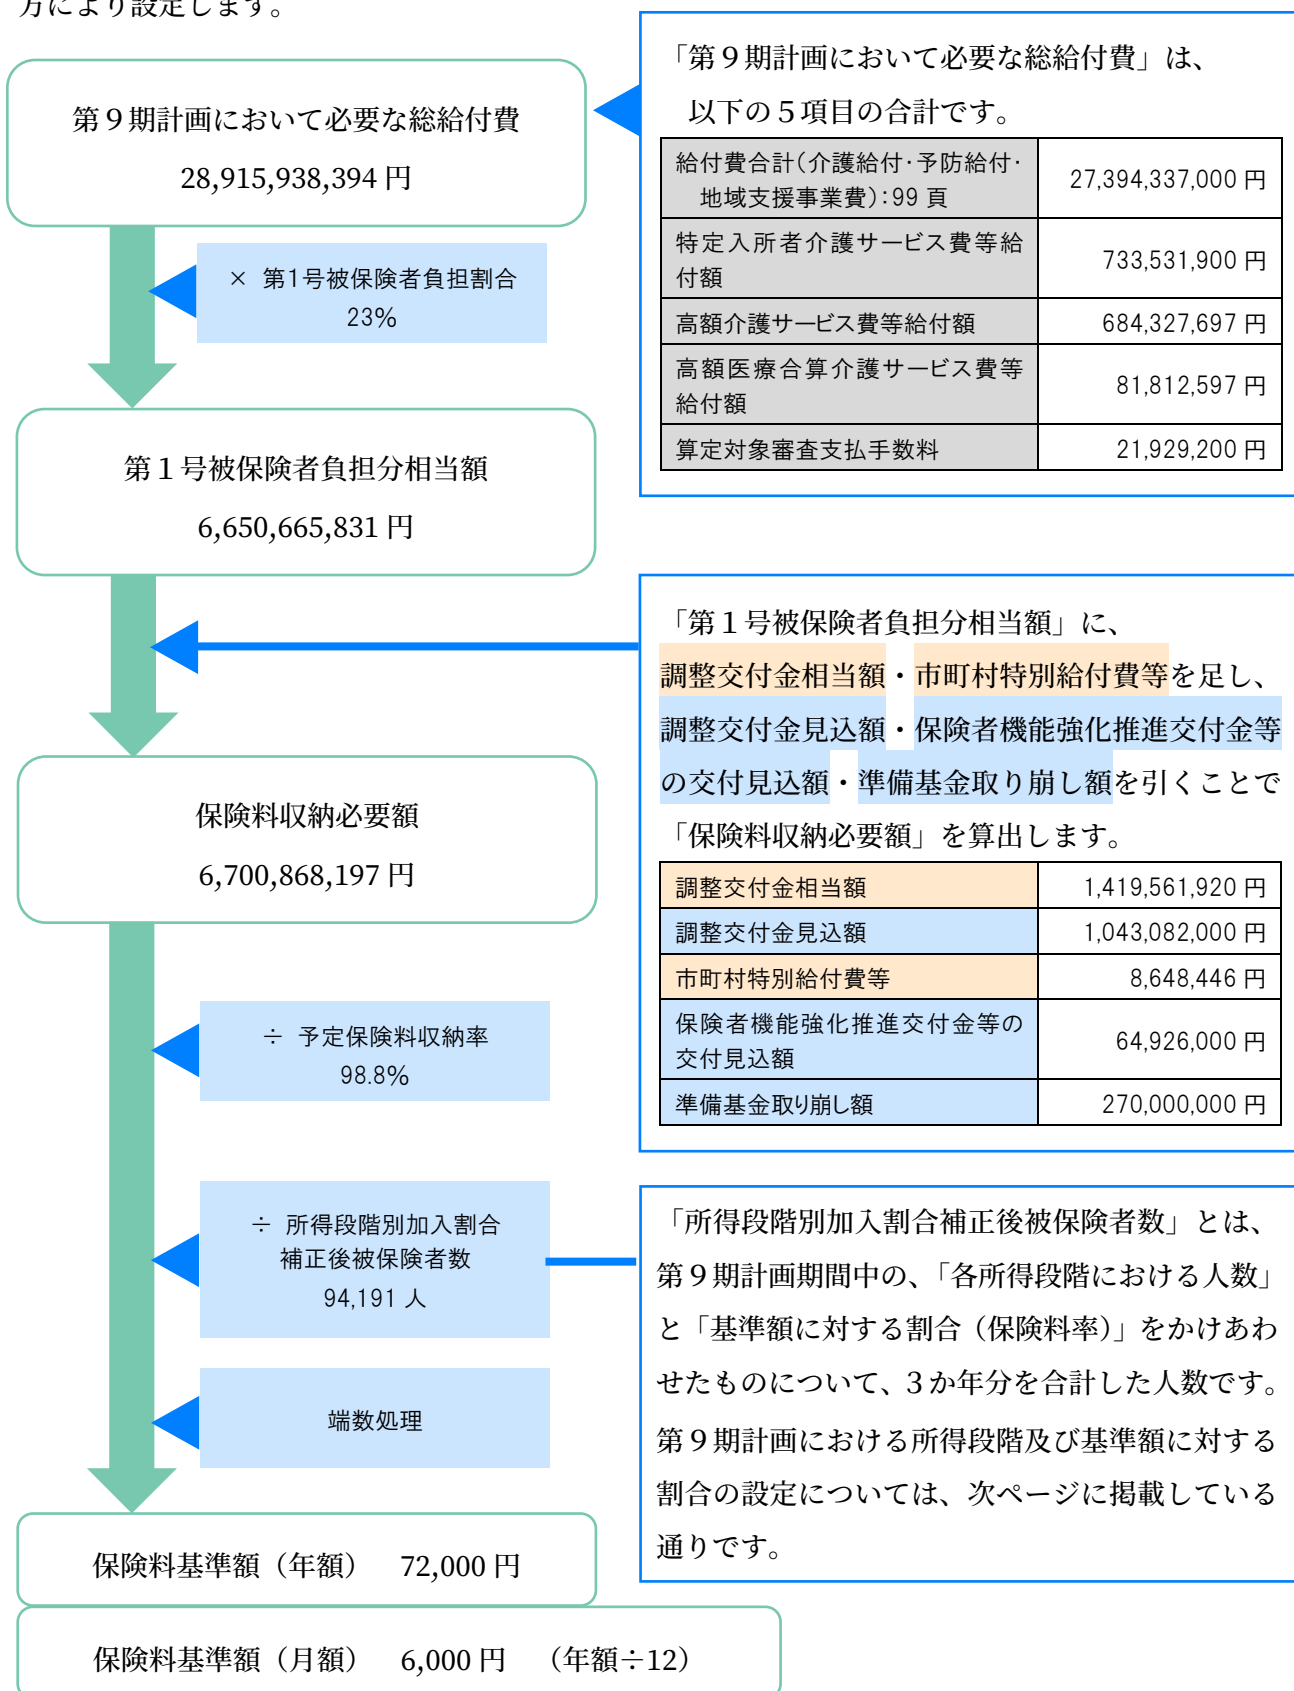 方により設定します。
第９期計画において必要な総給付費
28,915,938,394 円
× 第1号被保険者負担割合
23%
第１号被保険者負担分相当額
6,650,665,831 円
保険料収納必要額
6,700,868,197 円
÷ 予定保険料収納率
98.8%
÷ 所得段階別加入割合
補正後被保険者数
94,191 人
端数処理
保険料基準額（年額） 72,000 円
保険料基準額（月額） 6,000 円 （年額÷12）
「第９期計画において必要な総給付費」は、
以下の５項目の合計です。
給付費合計（介護給付・予防給付・
地域支援事業費）：99 頁
27,394,337,000 円
特定入所者介護サービス費等給
付額
733,531,900 円
高額介護サービス費等給付額
684,327,697 円
高額医療合算介護サービス費等
給付額
81,812,597 円
算定対象審査支払手数料
21,929,200 円
「第１号被保険者負担分相当額」に、
調整交付金相当額・市町村特別給付費等を足し、
調整交付金見込額・保険者機能強化推進交付金等
の交付見込額・準備基金取り崩し額を引くことで
「保険料収納必要額」を算出します。
調整交付金相当額
1,419,561,920 円
調整交付金見込額
1,043,082,000 円
市町村特別給付費等
8,648,446 円
保険者機能強化推進交付金等の
交付見込額
64,926,000 円
準備基金取り崩し額
270,000,000 円
「所得段階別加入割合補正後被保険者数」とは、
第９期計画期間中の、「各所得段階における人数」
と「基準額に対する割合（保険料率）」をかけあわ
せたものについて、３か年分を合計した人数です。
第９期計画における所得段階及び基準額に対する
割合の設定については、次ページに掲載している
通りです。